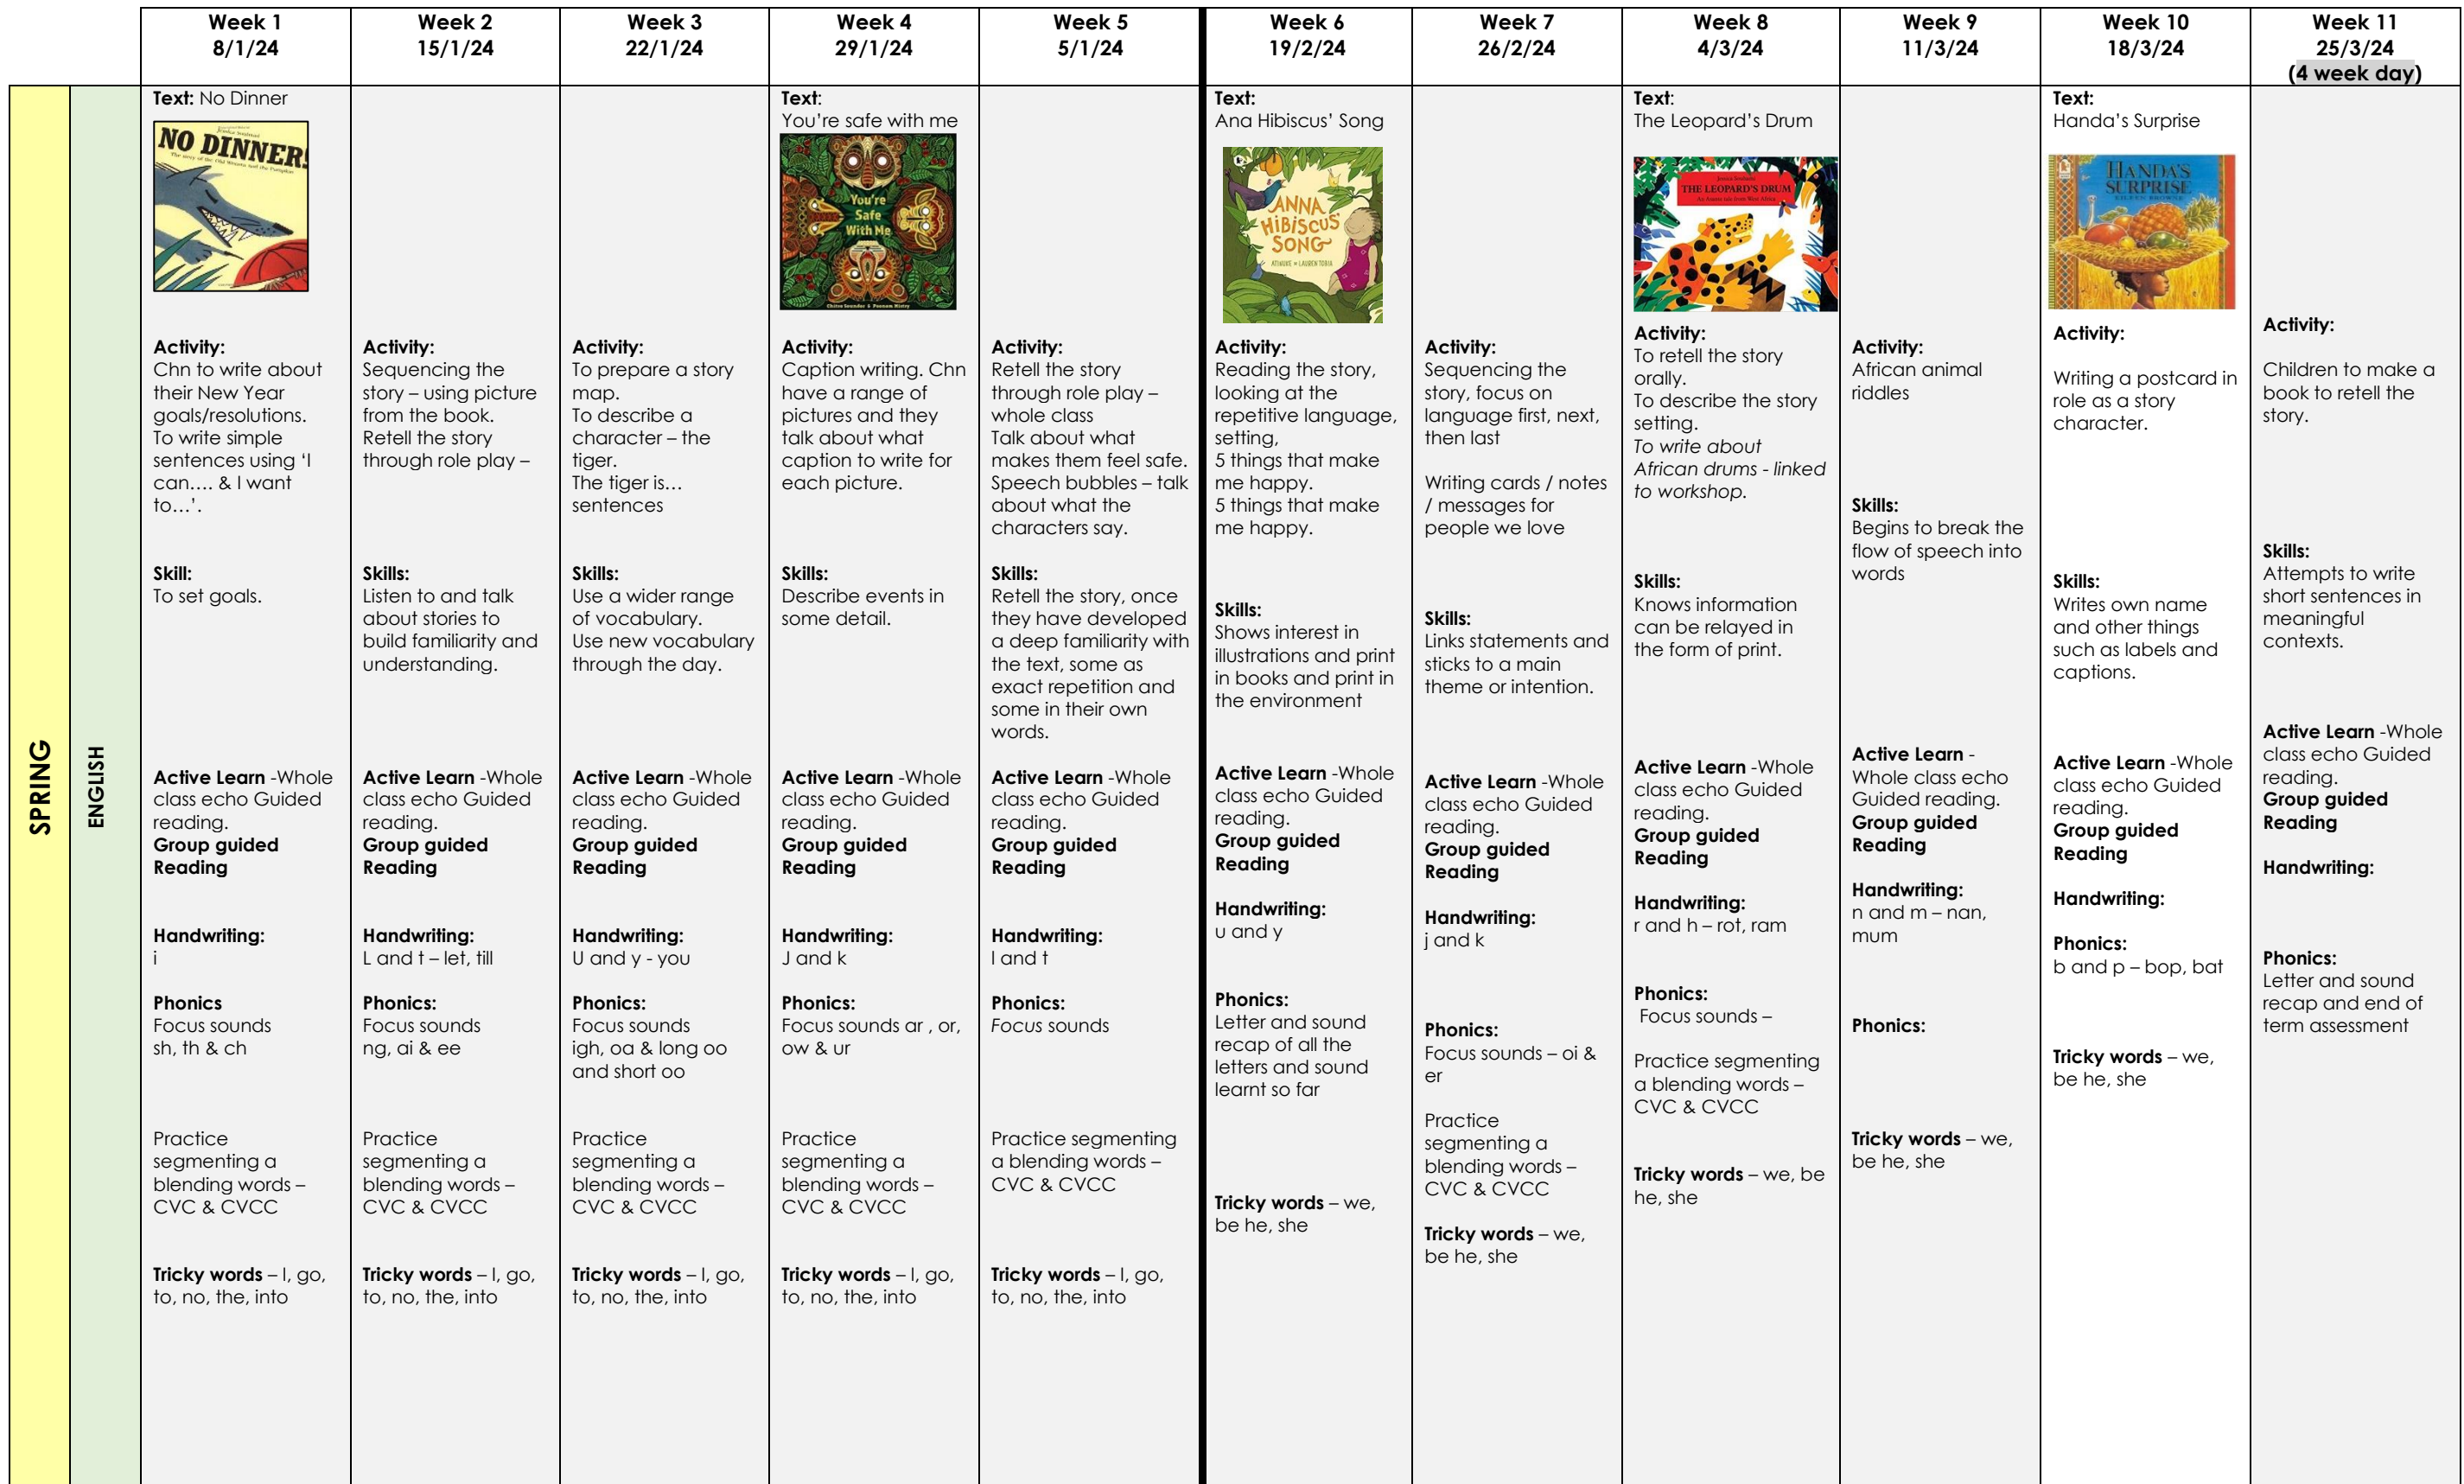 Week 1
8/1/24
Week 2
15/1/24
Week 3
22/1/24
Week 4
29/1/24
Week 5
5/1/24
Week 6
19/2/24
Week 7
26/2/24
Week 8
4/3/24
Week 9
11/3/24
Week 10
18/3/24
Week 11
25/3/24
(4 week day)
SPRING
ENGLISH
Text: No Dinner
NO DINNER!
The story of the Old Woman and the Pumpkin
Activity:
Chn to write about
their New Year
goals/resolutions.
To write simple
sentences using ‘I
can…. & I want
to…’.
Skill:
To set goals.
Active Learn -Whole
class echo Guided
reading.
Group guided
Reading
Handwriting:
i
Phonics
Focus sounds
sh, th & ch
Practice
segmenting a
blending words –
CVC & CVCC
Tricky words – I, go,
to, no, the, into
Activity:
Sequencing the
story – using picture
from the book.
Retell the story
through role play –
Skills:
Listen to and talk
about stories to
build familiarity and
understanding.
Active Learn -Whole
class echo Guided
reading.
Group guided
Reading
Handwriting:
L and t – let, till
Phonics:
Focus sounds
ng, ai & ee
Practice
segmenting a
blending words –
CVC & CVCC
Tricky words – I, go,
to, no, the, into
Activity:
To prepare a story
map.
To describe a
character – the
tiger.
The tiger is…
sentences
Skills:
Use a wider range
of vocabulary.
Use new vocabulary
through the day.
Active Learn -Whole
class echo Guided
reading.
Group guided
Reading
Handwriting:
U and y - you
Phonics:
Focus sounds
igh, oa & long oo
and short oo
Practice
segmenting a
blending words –
CVC & CVCC
Tricky words – I, go,
to, no, the, into
Text:
You’re safe with me
You're
Safe
With Me
Chitra Soundar & Poonam Mistry
Activity:
Caption writing. Chn
have a range of
pictures and they
talk about what
caption to write for
each picture.
Skills:
Describe events in
some detail.
Active Learn -Whole
class echo Guided
reading.
Group guided
Reading
Handwriting:
J and k
Phonics:
Focus sounds ar , or,
ow & ur
Practice
segmenting a
blending words –
CVC & CVCC
Tricky words – I, go,
to, no, the, into
Activity:
Retell the story
through role play –
whole class
Talk about what
makes them feel safe.
Speech bubbles – talk
about what the
characters say.
Skills:
Retell the story, once
they have developed
a deep familiarity with
the text, some as
exact repetition and
some in their own
words.
Active Learn -Whole
class echo Guided
reading.
Group guided
Reading
Handwriting:
l and t
Phonics:
Focus sounds
Practice segmenting
a blending words –
CVC & CVCC
Tricky words – I, go,
to, no, the, into
Text:
Ana Hibiscus’ Song
ANNA
HIBISCUS'
SONG
ATINUKE • LAUREN TOBIA
Activity:
Reading the story,
looking at the
repetitive language,
setting,
5 things that make
me happy.
5 things that make
me happy.
Skills:
Shows interest in
illustrations and print
in books and print in
the environment
Active Learn -Whole
class echo Guided
reading.
Group guided
Reading
Handwriting:
u and y
Phonics:
Letter and sound
recap of all the
letters and sound
learnt so far
Tricky words – we,
be he, she
Activity:
Sequencing the
story, focus on
language first, next,
then last
Writing cards / notes
/ messages for
people we love
Skills:
Links statements and
sticks to a main
theme or intention.
Active Learn -Whole
class echo Guided
reading.
Group guided
Reading
Handwriting:
j and k
Phonics:
Focus sounds – oi &
er
Practice
segmenting a
blending words –
CVC & CVCC
Tricky words – we,
be he, she
Text:
The Leopard’s Drum
THE LEOPARD'S DRUM
An Asante tale from West Africa
Activity:
To retell the story
orally.
To describe the story
setting.
To write about
African drums - linked
to workshop.
Skills:
Knows information
can be relayed in
the form of print.
Active Learn -Whole
class echo Guided
reading.
Group guided
Reading
Handwriting:
r and h – rot, ram
Phonics:
Focus sounds –
Practice segmenting
a blending words –
CVC & CVCC
Tricky words – we, be
he, she
Activity:
African animal
riddles
Skills:
Begins to break the
flow of speech into
words
Active Learn -
Whole class echo
Guided reading.
Group guided
Reading
Handwriting:
n and m – nan,
mum
Phonics:
Tricky words – we,
be he, she
Text:
Handa’s Surprise
HANDA'S
SURPRISE
EILEEN BROWNE
Activity:
Writing a postcard in
role as a story
character.
Skills:
Writes own name
and other things
such as labels and
captions.
Active Learn -Whole
class echo Guided
reading.
Group guided
Reading
Handwriting:
Phonics:
b and p – bop, bat
Tricky words – we,
be he, she
Activity:
Children to make a
book to retell the
story.
Skills:
Attempts to write
short sentences in
meaningful
contexts.
Active Learn -Whole
class echo Guided
reading.
Group guided
Reading
Handwriting:
Phonics:
Letter and sound
recap and end of
term assessment